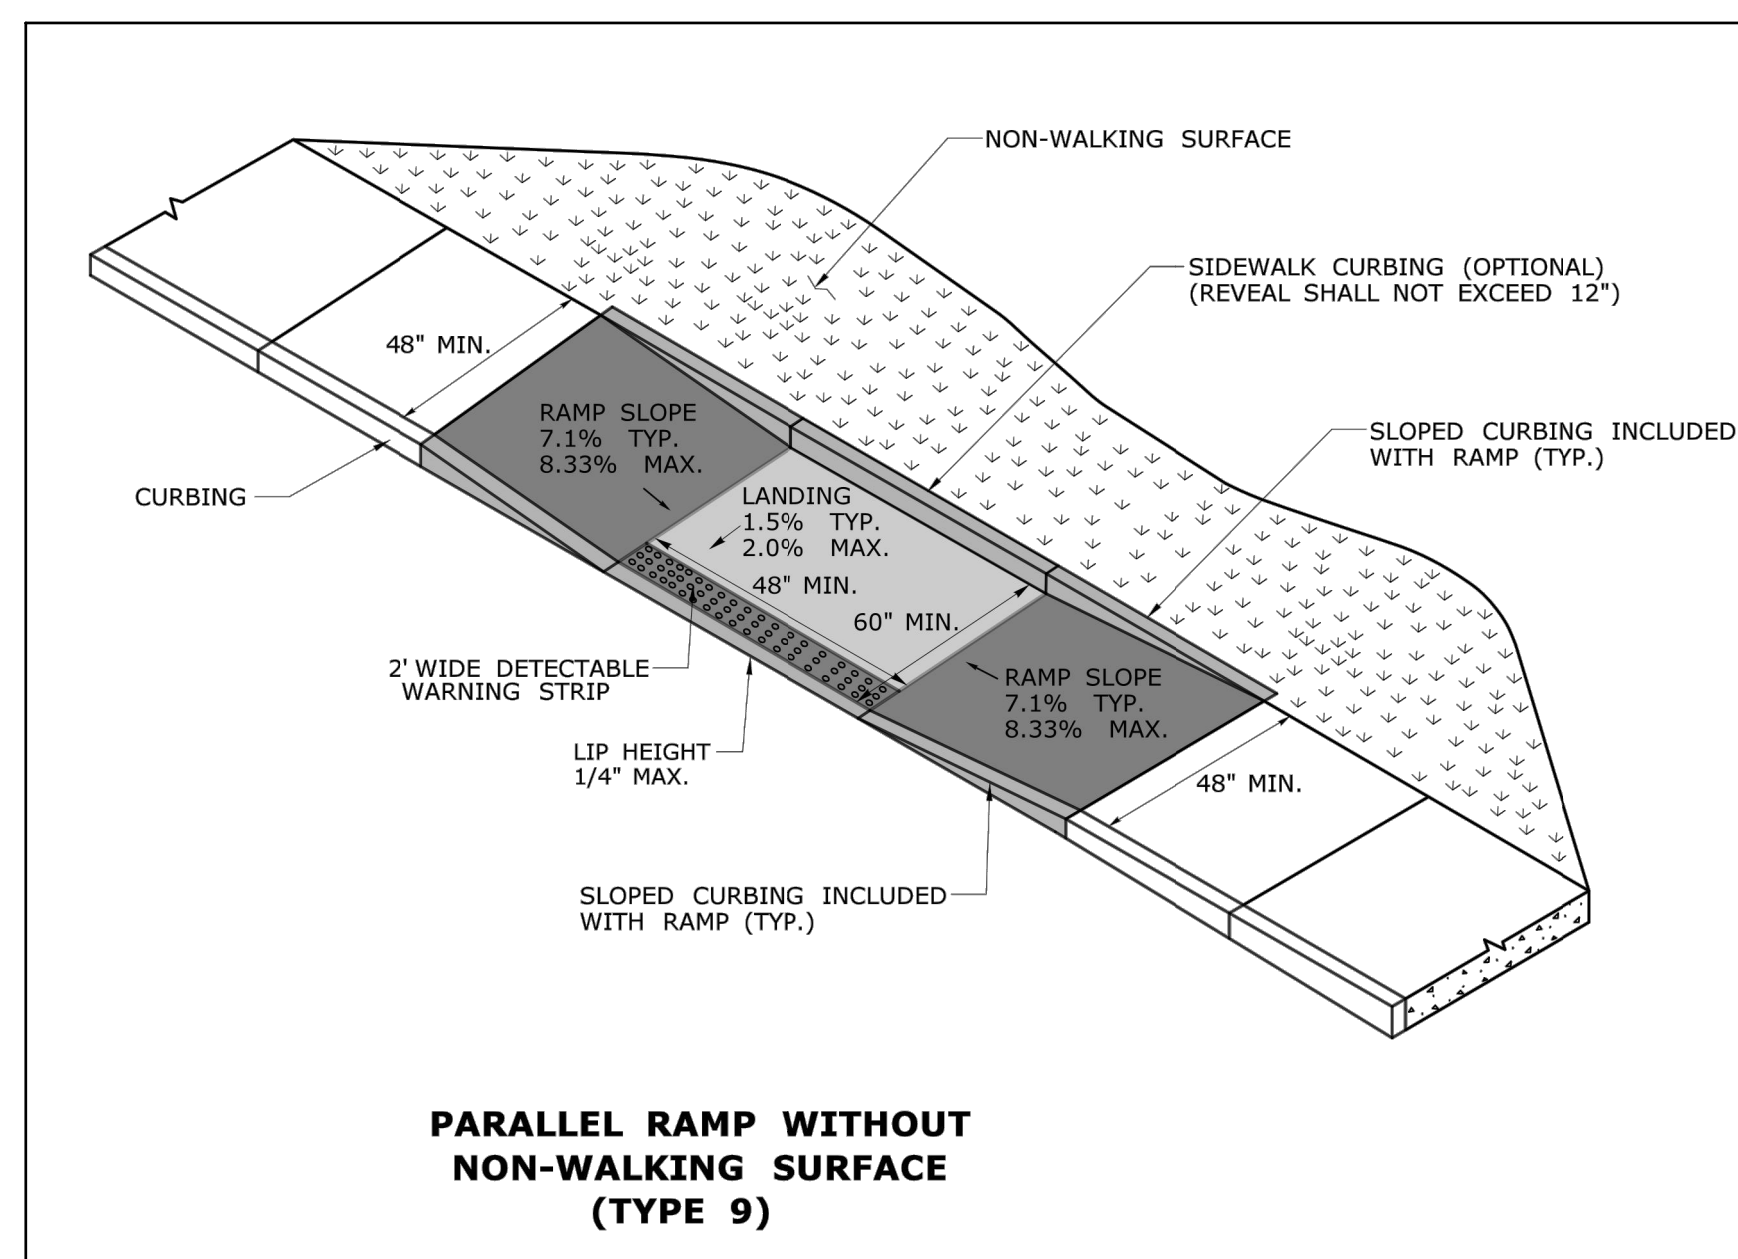 NON-WALKING SURFACE
SIDEWALK CURBING (OPTIONAL)
(REVEAL SHALL NOT EXCEED 12")
48" MIN.
RAMP SLOPE
7.1% TYP.
8.33% MAX.
SLOPED CURBING INCLUDED
WITH RAMP (TYP.)
CURBING
LANDING
1.5% TYP.
2.0% MAX.
48" MIN.
60" MIN.
2' WIDE DETECTABLE
WARNING STRIP
RAMP SLOPE
7.1% TYP.
8.33% MAX.
LIP HEIGHT
1/4" MAX.
48" MIN.
SLOPED CURBING INCLUDED
WITH RAMP (TYP.)
PARALLEL RAMP WITHOUT
NON-WALKING SURFACE
(TYPE 9)